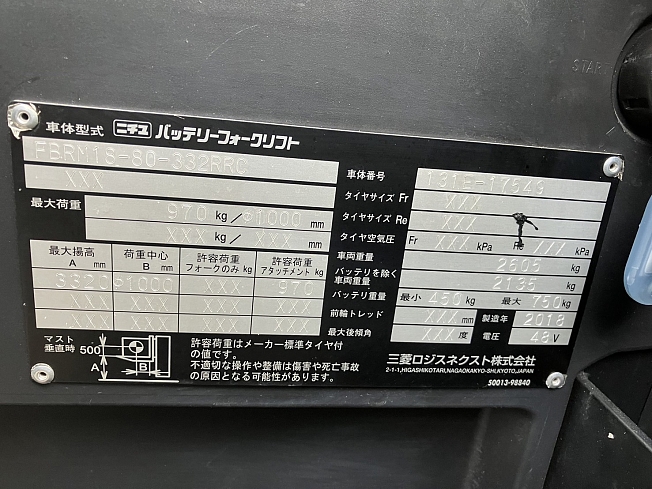 START
車体型式 ニチユ バッテリーフォークリフト
FBRM18-80-332RRC
XXX
最大荷重 970 kg/φ1000 mm
XXX kg/ XXX mm
最大揚高 A mm 荷重中心 B mm 許容荷重 フォークのみ kg 許容荷重 アタッチメント kg
3320 φ1000 XXX 970
XXX XXX XXX XXX
マスト垂直時 500 A B
許容荷重はメーカー標準タイヤ付
の値です。
不適切な操作や整備は傷害や死亡事故
の原因となる可能性があります。
車体番号 131E-17549
タイヤサイズ Fr XXX
タイヤサイズ Re XXX
タイヤ空気圧 Fr XXX kPa Re XXX kPa
車両重量 2605 kg
バッテリを除く
車両重量 2135 kg
バッテリ重量 最小 450 kg 最大 750 kg
前輪トレッド XXX mm 製造年 2018
最大後傾角 XXX 度 電圧 48 V
三菱ロジスネクスト株式会社
2-1-1,HIGASHIKOTARI,NAGAOKAKYO-SHI,KYOTO,JAPAN
50013-98840